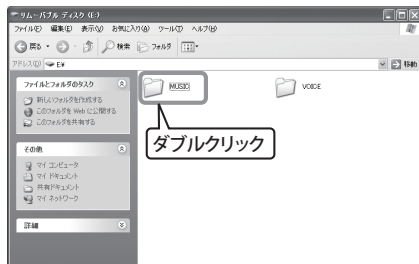 リムーバブル ディスク (E:)
ファイル(F) 編集(E) 表示(V) お気に入り(A) ツール(T) ヘルプ(H)
戻る 検索 フォルダ
アドレス(D) E:¥ 移動
ファイルとフォルダのタスク
新しいフォルダを作成する
このフォルダを Web に公開する
このフォルダを共有する
その他
マイ コンピュータ
マイ ドキュメント
共有ドキュメント
マイ ネットワーク
詳細
MUSIC
VOICE
ダブルクリック